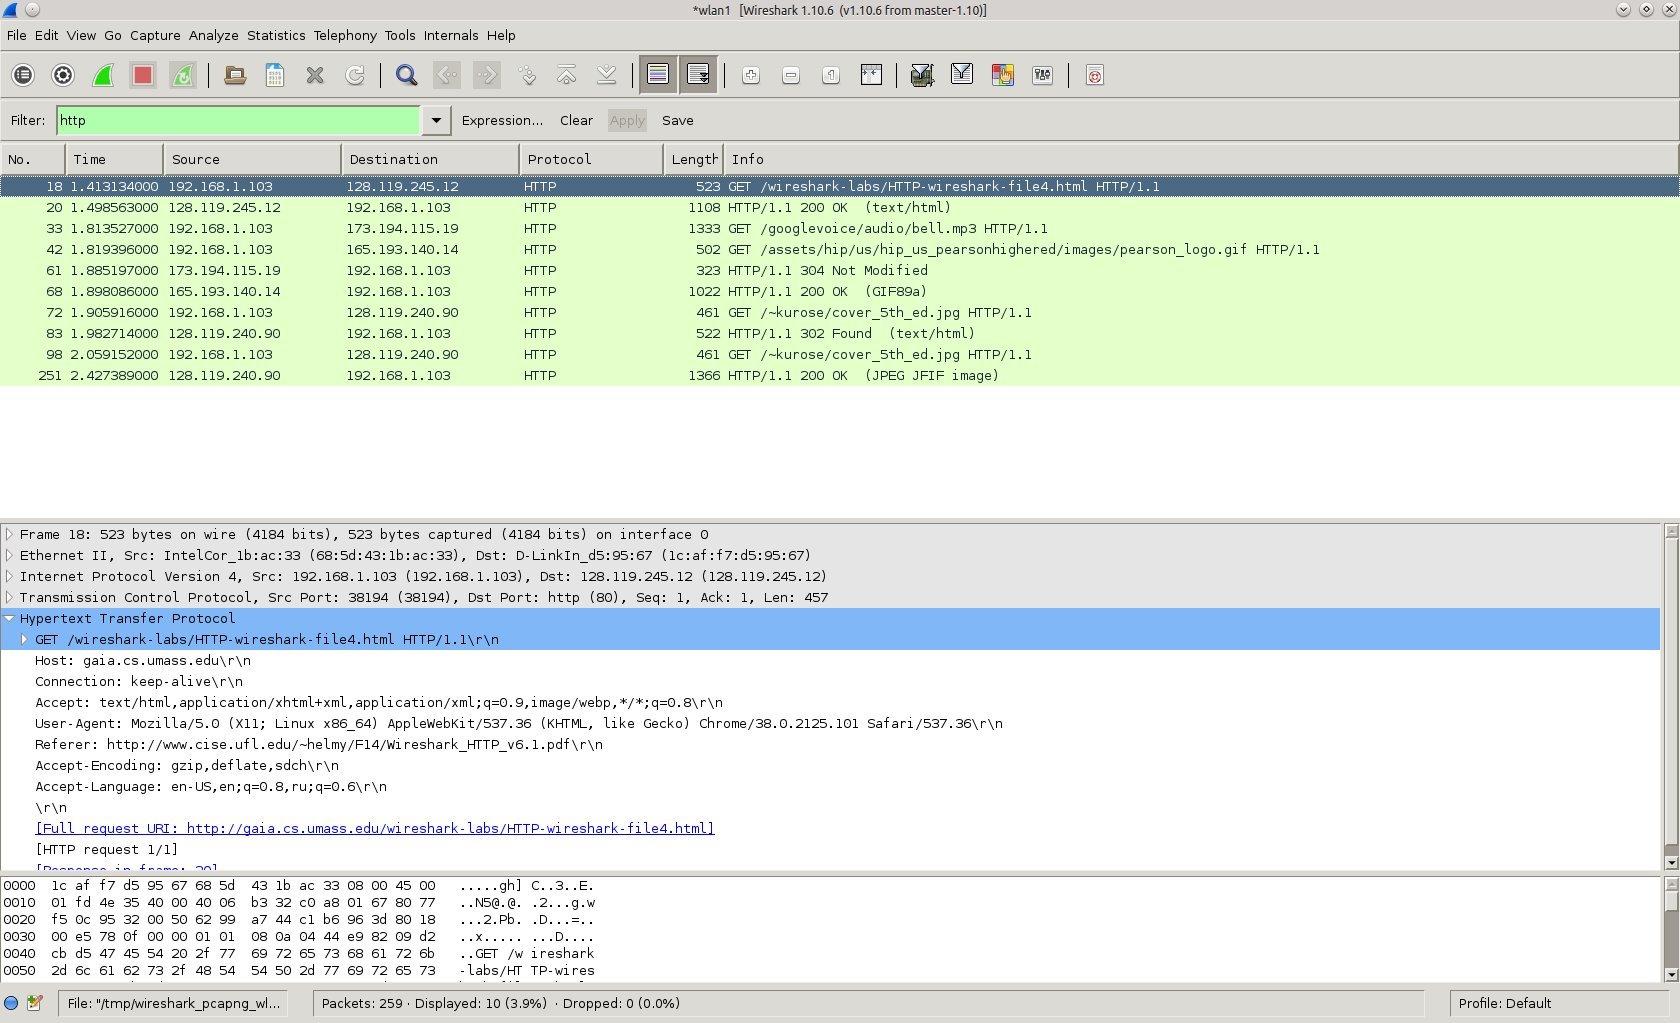 *wlan1   [Wireshark 1.10.6  (v1.10.6 from master-1.10)]
File Edit View Go Capture Analyze Statistics Telephony Tools Internals Help
Filter: http Expression... Clear Apply Save
No. Time Source Destination Protocol Length Info
18 1.413134000 192.168.1.103 128.119.245.12 HTTP 523 GET /wireshark-labs/HTTP-wireshark-file4.html HTTP/1.1
20 1.498563000 128.119.245.12 192.168.1.103 HTTP 1108 HTTP/1.1 200 OK  (text/html)
33 1.813527000 192.168.1.103 173.194.115.19 HTTP 1333 GET /googlevoice/audio/bell.mp3 HTTP/1.1
42 1.819396000 192.168.1.103 165.193.140.14 HTTP 502 GET /assets/hip/us/hip_us_pearsonhighered/images/pearson_logo.gif HTTP/1.1
61 1.885197000 173.194.115.19 192.168.1.103 HTTP 323 HTTP/1.1 304 Not Modified
68 1.898086000 165.193.140.14 192.168.1.103 HTTP 1022 HTTP/1.1 200 OK  (GIF89a)
72 1.905916000 192.168.1.103 128.119.240.90 HTTP 461 GET /~kurose/cover_5th_ed.jpg HTTP/1.1
83 1.982714000 128.119.240.90 192.168.1.103 HTTP 522 HTTP/1.1 302 Found  (text/html)
98 2.059152000 192.168.1.103 128.119.240.90 HTTP 461 GET /~kurose/cover_5th_ed.jpg HTTP/1.1
251 2.427389000 128.119.240.90 192.168.1.103 HTTP 1366 HTTP/1.1 200 OK  (JPEG JFIF image)
Frame 18: 523 bytes on wire (4184 bits), 523 bytes captured (4184 bits) on interface 0
Ethernet II, Src: IntelCor_1b:ac:33 (68:5d:43:1b:ac:33), Dst: D-LinkIn_d5:95:67 (1c:af:f7:d5:95:67)
Internet Protocol Version 4, Src: 192.168.1.103 (192.168.1.103), Dst: 128.119.245.12 (128.119.245.12)
Transmission Control Protocol, Src Port: 38194 (38194), Dst Port: http (80), Seq: 1, Ack: 1, Len: 457
Hypertext Transfer Protocol
GET /wireshark-labs/HTTP-wireshark-file4.html HTTP/1.1\r\n
Host: gaia.cs.umass.edu\r\n
Connection: keep-alive\r\n
Accept: text/html,application/xhtml+xml,application/xml;q=0.9,image/webp,*/*;q=0.8\r\n
User-Agent: Mozilla/5.0 (X11; Linux x86_64) AppleWebKit/537.36 (KHTML, like Gecko) Chrome/38.0.2125.101 Safari/537.36\r\n
Referer: http://www.cise.ufl.edu/~helmy/F14/Wireshark_HTTP_v6.1.pdf\r\n
Accept-Encoding: gzip,deflate,sdch\r\n
Accept-Language: en-US,en;q=0.8,ru;q=0.6\r\n
\r\n
[Full request URI: http://gaia.cs.umass.edu/wireshark-labs/HTTP-wireshark-file4.html]
[HTTP request 1/1]
[Response in frame: 20]
0000  1c af f7 d5 95 67 68 5d  43 1b ac 33 08 00 45 00   .....gh] C..3..E.
0010  01 fd 4e 35 40 00 40 06  b3 32 c0 a8 01 67 80 77   ..N5@.@. .2...g.w
0020  f5 0c 95 32 00 50 62 99  a7 44 c1 b6 96 3d 80 18   ...2.Pb. .D...=..
0030  00 e5 78 0f 00 00 01 01  08 0a 04 44 e9 82 09 d2   ..x..... ...D....
0040  cb d5 47 45 54 20 2f 77  69 72 65 73 68 61 72 6b   ..GET /w ireshark
0050  2d 6c 61 62 73 2f 48 54  54 50 2d 77 69 72 65 73   -labs/HT TP-wires
File: "/tmp/wireshark_pcapng_wl... Packets: 259 · Displayed: 10 (3.9%)  · Dropped: 0 (0.0%) Profile: Default